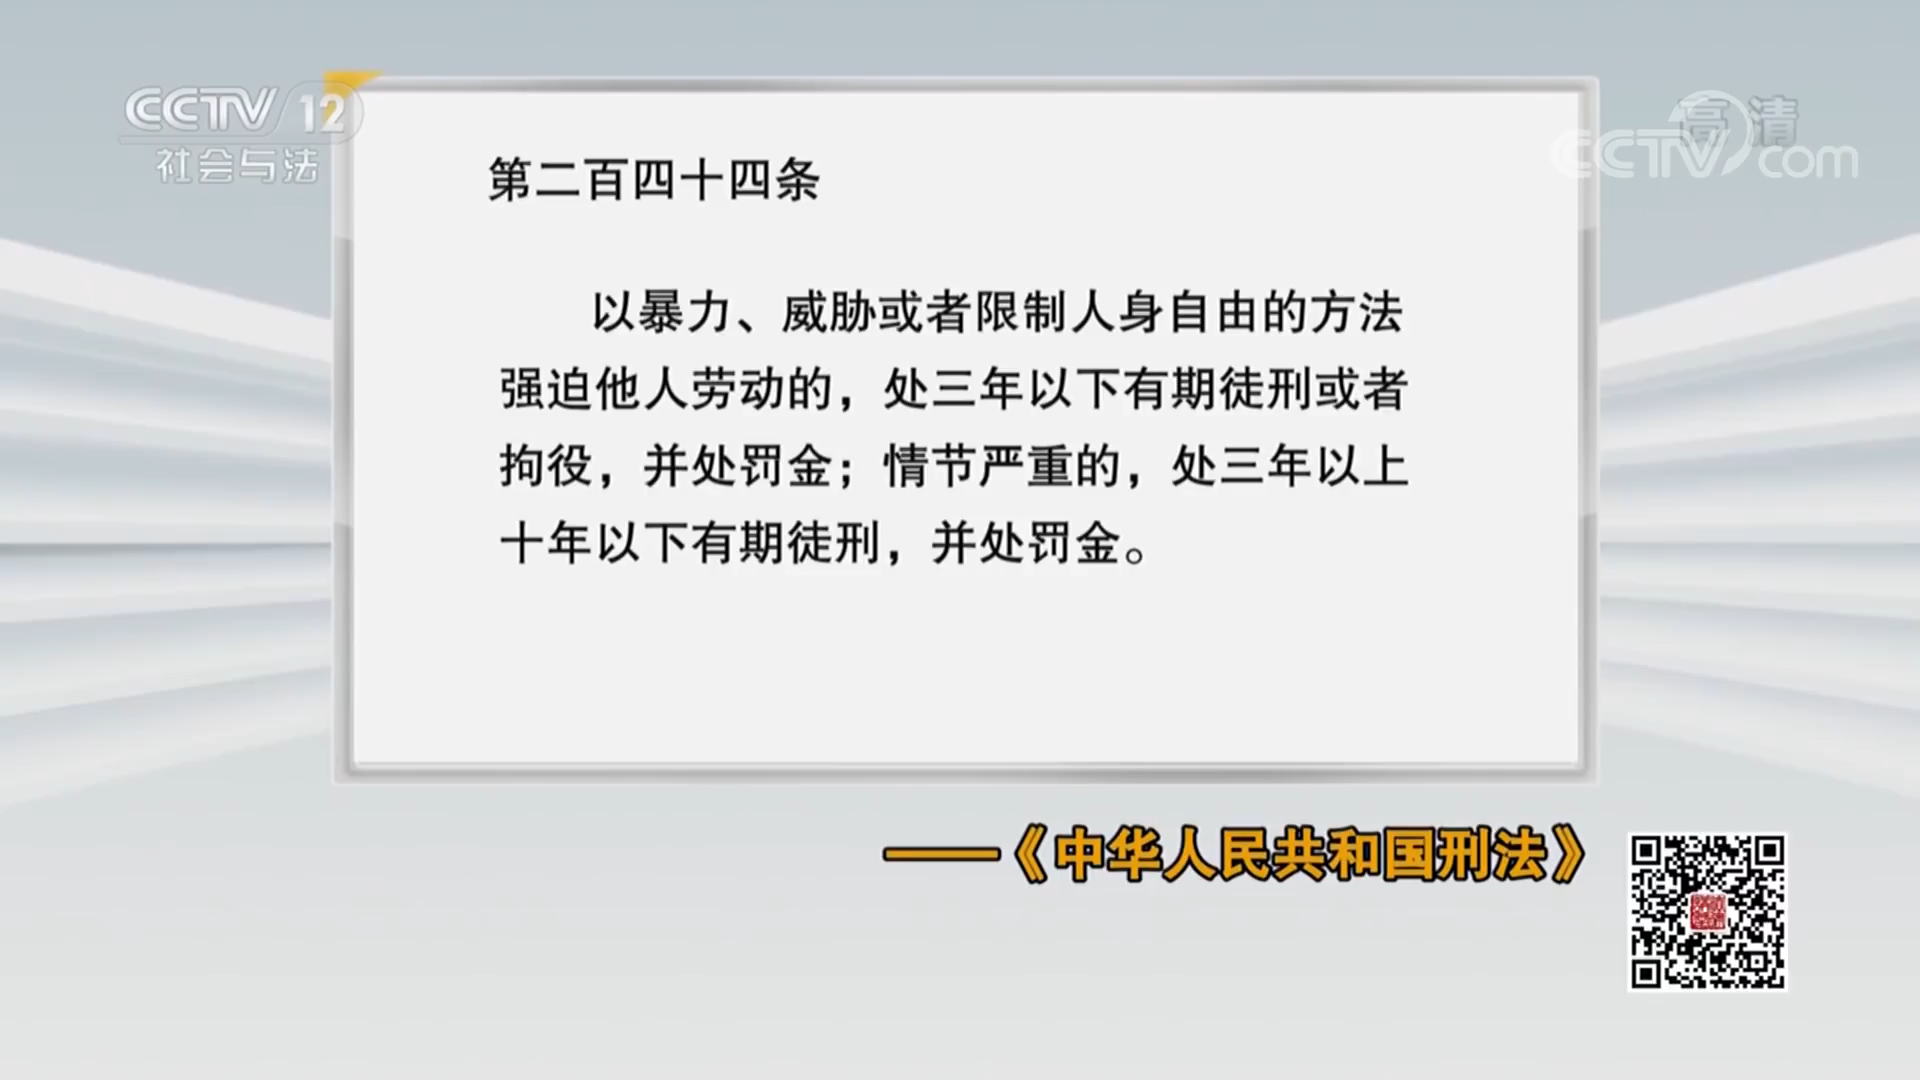 CCTV 12
社会与法
高清
CCTV.com
第二百四十四条
以暴力、威胁或者限制人身自由的方法
强迫他人劳动的，处三年以下有期徒刑或者
拘役，并处罚金；情节严重的，处三年以上
十年以下有期徒刑，并处罚金。
——《中华人民共和国刑法》